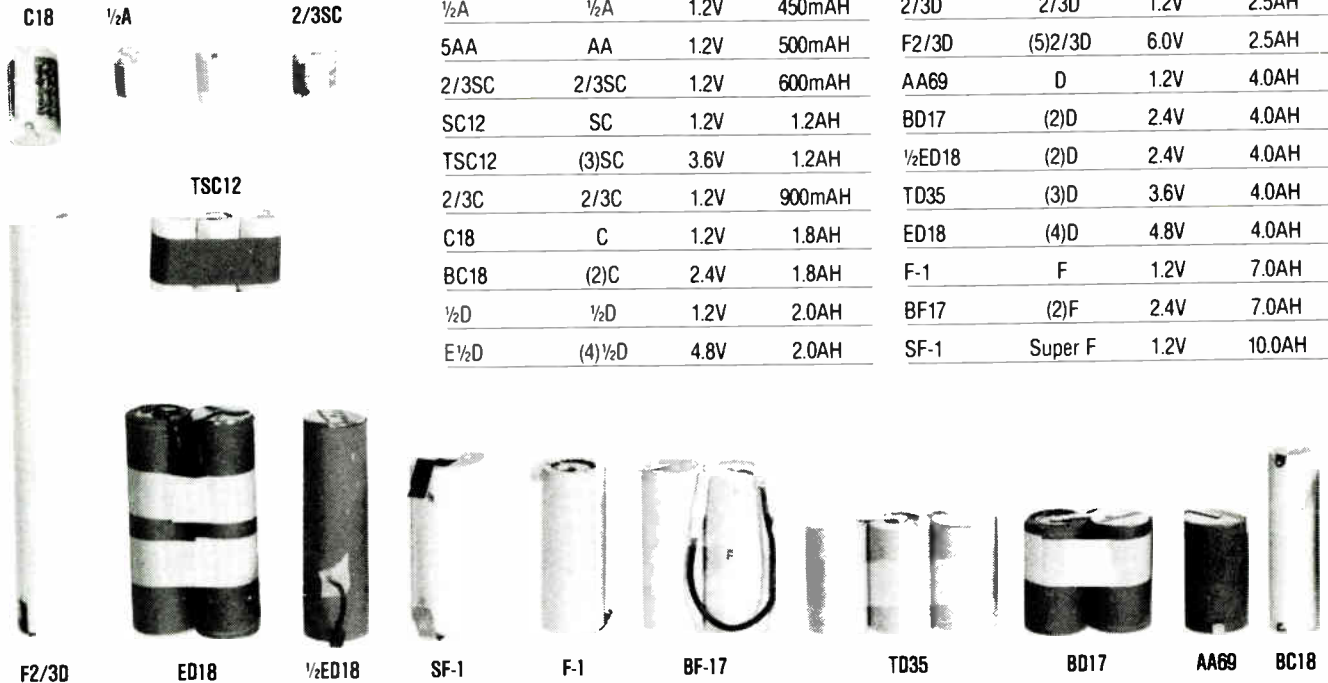 C18 ½A 2/3SC
TSC12
½A ½A 1.2V 450mAH
5AA AA 1.2V 500mAH
2/3SC 2/3SC 1.2V 600mAH
SC12 SC 1.2V 1.2AH
TSC12 (3)SC 3.6V 1.2AH
2/3C 2/3C 1.2V 900mAH
C18 C 1.2V 1.8AH
BC18 (2)C 2.4V 1.8AH
½D ½D 1.2V 2.0AH
E½D (4)½D 4.8V 2.0AH
2/3D 2/3D 1.2V 2.5AH
F2/3D (5)2/3D 6.0V 2.5AH
AA69 D 1.2V 4.0AH
BD17 (2)D 2.4V 4.0AH
½ED18 (2)D 2.4V 4.0AH
TD35 (3)D 3.6V 4.0AH
ED18 (4)D 4.8V 4.0AH
F-1 F 1.2V 7.0AH
BF17 (2)F 2.4V 7.0AH
SF-1 Super F 1.2V 10.0AH
F
F2/3D ED18 ½ED18 SF-1 F-1 BF-17 TD35 BD17 AA69 BC18